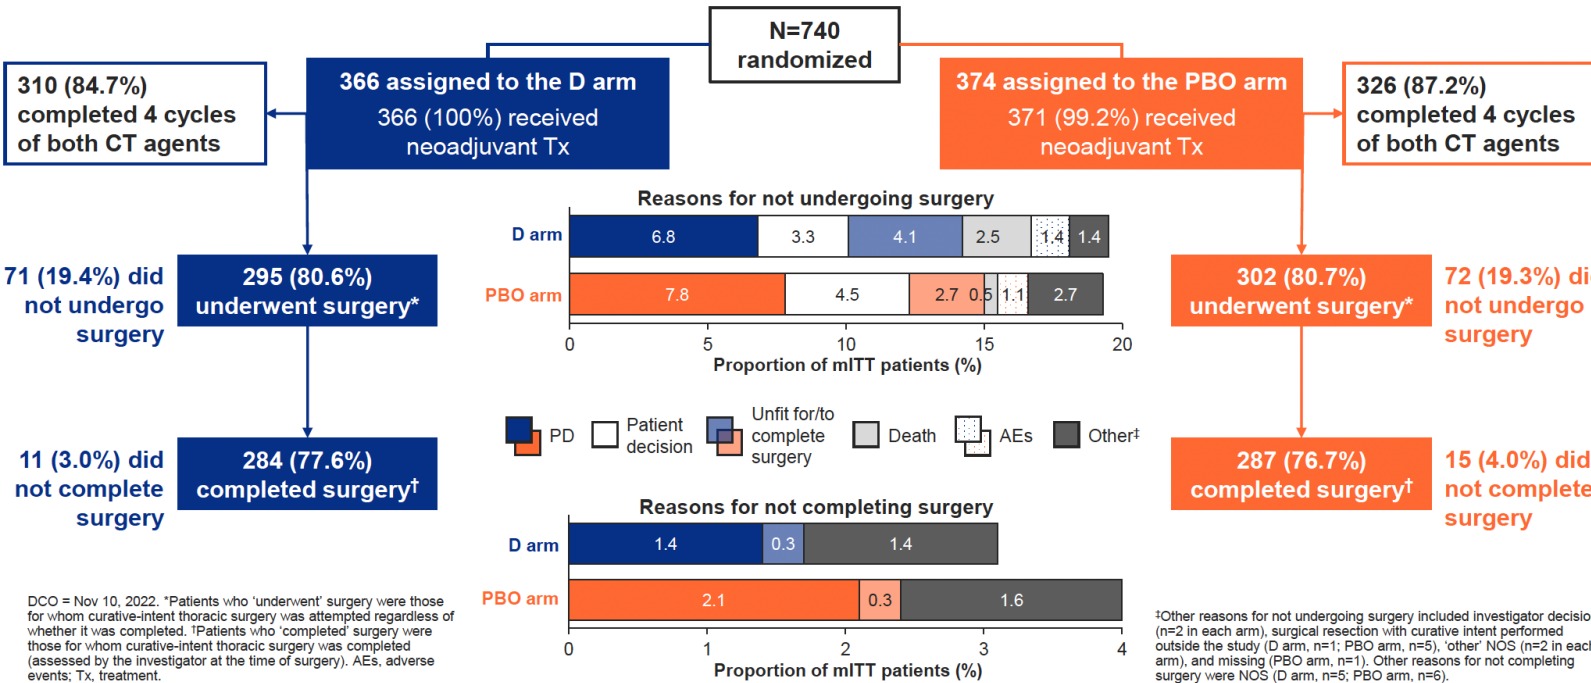 N=740
randomized
366 assigned to the D arm
366 (100%) received
neoadjuvant Tx
310 (84.7%)
completed 4 cycles
of both CT agents
374 assigned to the PBO arm
371 (99.2%) received
neoadjuvant Tx
326 (87.2%)
completed 4 cycles
of both CT agents
71 (19.4%) did
not undergo
surgery
295 (80.6%)
underwent surgery*
Reasons for not undergoing surgery
D arm
6.8
3.3
4.1
2.5
1.4
1.4
PBO arm
7.8
4.5
2.7
0.5
1.1
2.7
0
5
10
15
20
Proportion of mITT patients (%)
302 (80.7%)
underwent surgery*
72 (19.3%) di
not undergo
surgery
PD
Patient
decision
Unfit for/to
complete
surgery
Death
AEs
Other‡
11 (3.0%) did
not complete
surgery
284 (77.6%)
completed surgery†
Reasons for not completing surgery
D arm
1.4
0.3
1.4
PBO arm
2.1
0.3
1.6
0
1
2
3
4
Proportion of mITT patients (%)
287 (76.7%)
completed surgery†
15 (4.0%) did
not complete
surgery
DCO = Nov 10, 2022. *Patients who ‘underwent’ surgery were those
for whom curative-intent thoracic surgery was attempted regardless of
whether it was completed. †Patients who ‘completed’ surgery were
those for whom curative-intent thoracic surgery was completed
(assessed by the investigator at the time of surgery). AEs, adverse
events; Tx, treatment.
‡Other reasons for not undergoing surgery included investigator decisio
(n=2 in each arm), surgical resection with curative intent performed
outside the study (D arm, n=1; PBO arm, n=5), ‘other’ NOS (n=2 in each
arm), and missing (PBO arm, n=1). Other reasons for not completing
surgery were NOS (D arm, n=5; PBO arm, n=6).